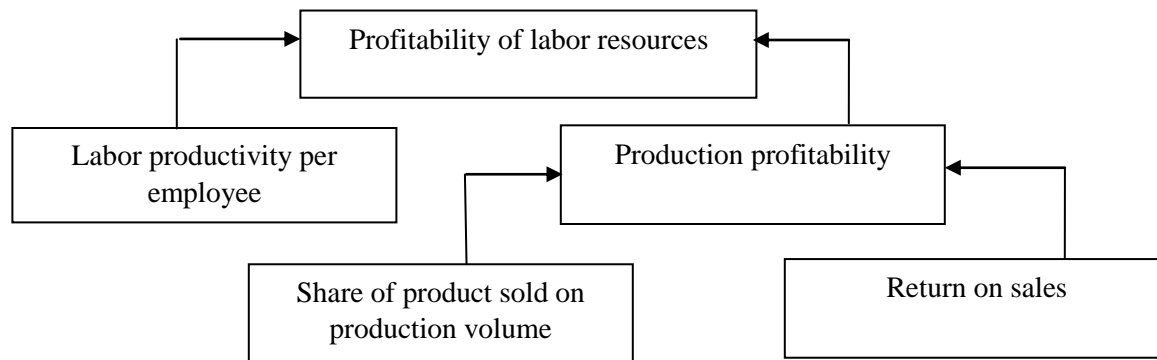 Profitability of labor resources
Labor productivity per
employee
Production profitability
Share of product sold on
production volume
Return on sales